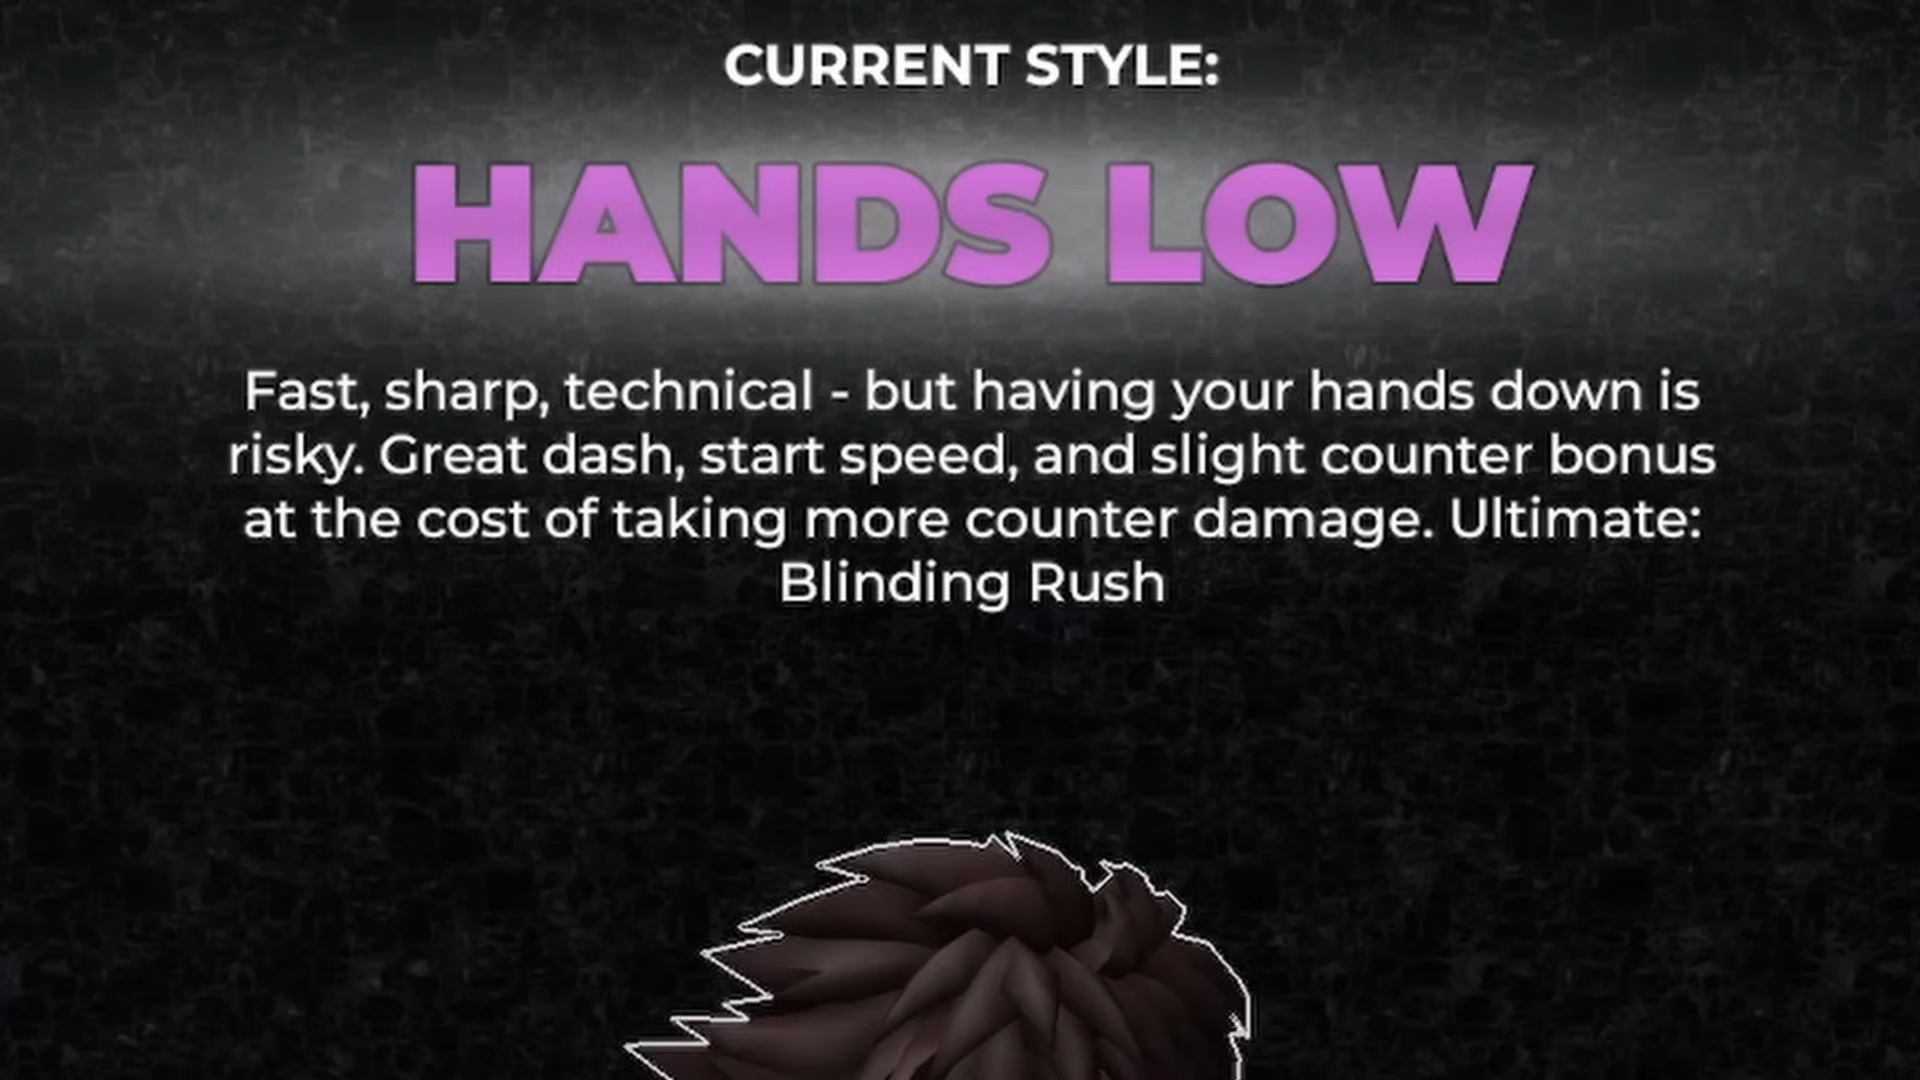 CURRENT STYLE:
HANDS LOW
Fast, sharp, technical - but having your hands down is
risky. Great dash, start speed, and slight counter bonus
at the cost of taking more counter damage. Ultimate:
Blinding Rush